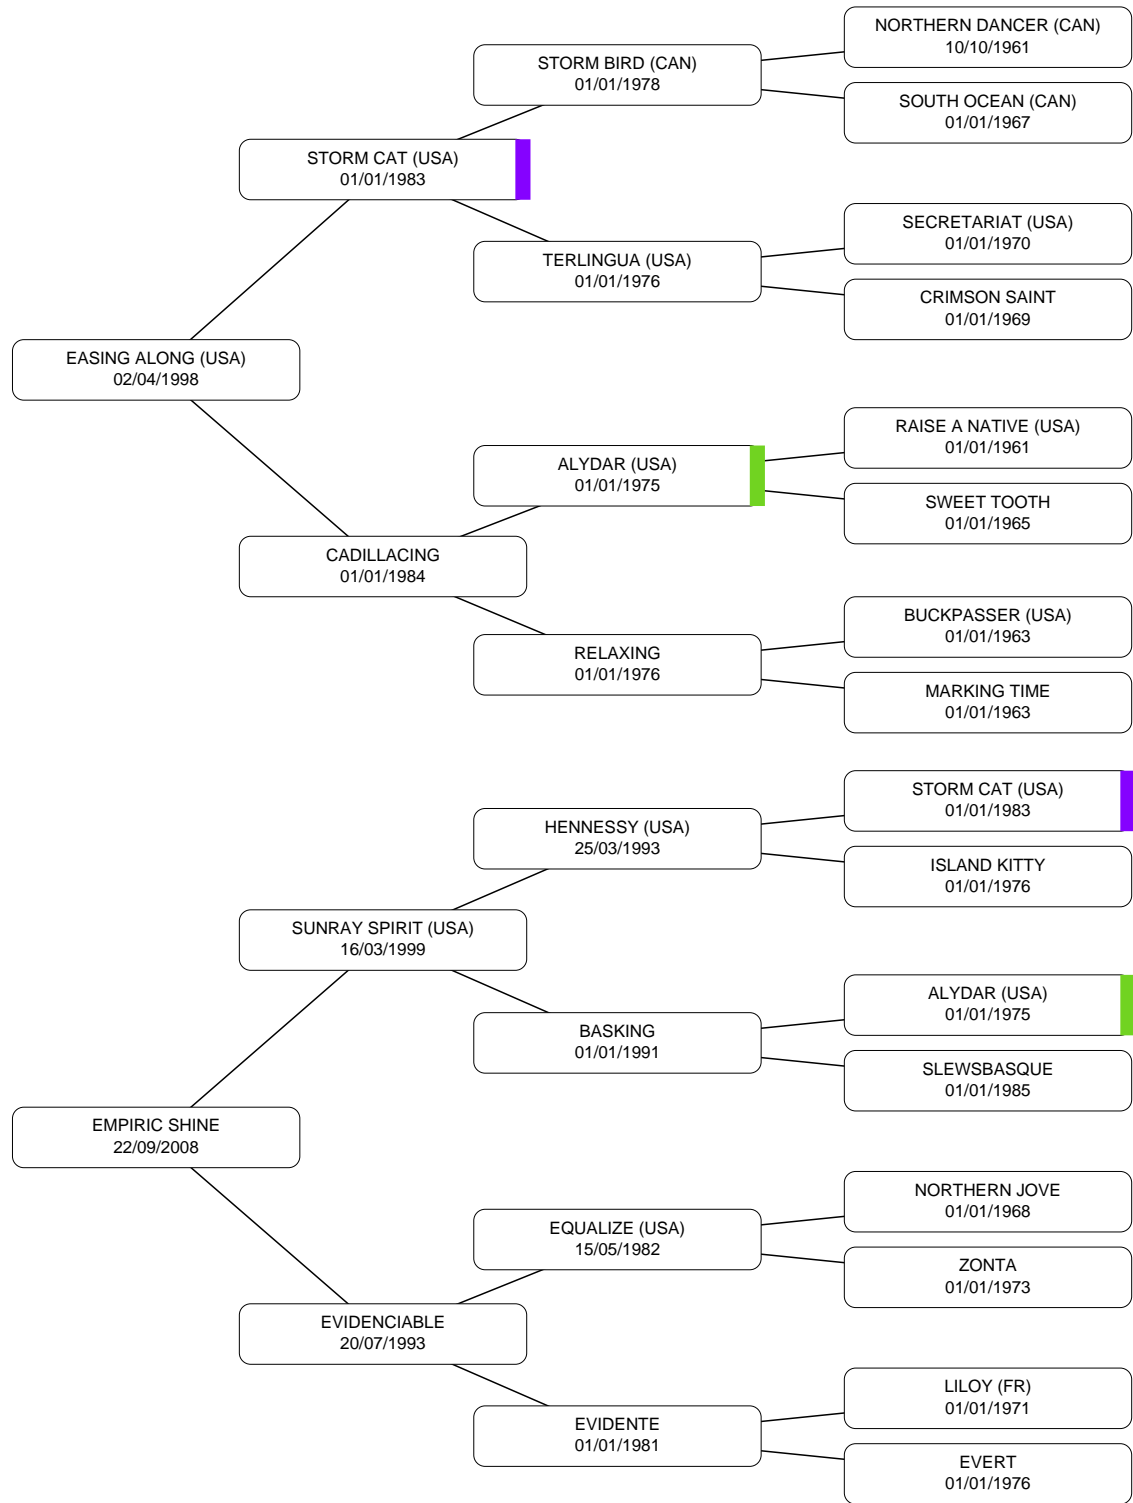 NORTHERN DANCER (CAN)
10/10/1961
STORM BIRD (CAN)
01/01/1978
SOUTH OCEAN (CAN)
01/01/1967
STORM CAT (USA)
01/01/1983
SECRETARIAT (USA)
01/01/1970
TERLINGUA (USA)
01/01/1976
CRIMSON SAINT
01/01/1969
EASING ALONG (USA)
02/04/1998
RAISE A NATIVE (USA)
01/01/1961
ALYDAR (USA)
01/01/1975
SWEET TOOTH
01/01/1965
CADILLACING
01/01/1984
BUCKPASSER (USA)
01/01/1963
RELAXING
01/01/1976
MARKING TIME
01/01/1963
STORM CAT (USA)
01/01/1983
HENNESSY (USA)
25/03/1993
ISLAND KITTY
01/01/1976
SUNRAY SPIRIT (USA)
16/03/1999
ALYDAR (USA)
01/01/1975
BASKING
01/01/1991
SLEWSBASQUE
01/01/1985
EMPIRIC SHINE
22/09/2008
NORTHERN JOVE
01/01/1968
EQUALIZE (USA)
15/05/1982
ZONTA
01/01/1973
EVIDENCIABLE
20/07/1993
LILOY (FR)
01/01/1971
EVIDENTE
01/01/1981
EVERT
01/01/1976